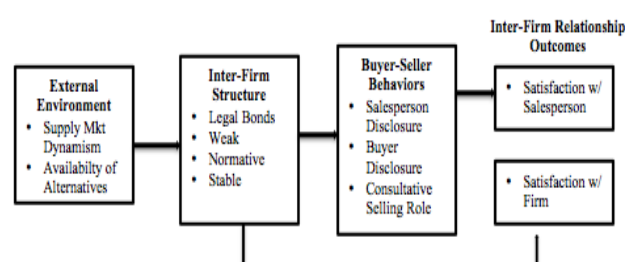 Inter-Firm Relationship
Outcomes
External
Environment
• Supply Mkt
Dynamism
• Availabilty of
Alternatives
Inter-Firm
Structure
• Legal Bonds
• Weak
• Normative
• Stable
Buyer-Seller
Behaviors
• Salesperson
Disclosure
• Buyer
Disclosure
• Consultative
Selling Role
• Satisfaction w/
Salesperson
• Satisfaction w/
Firm